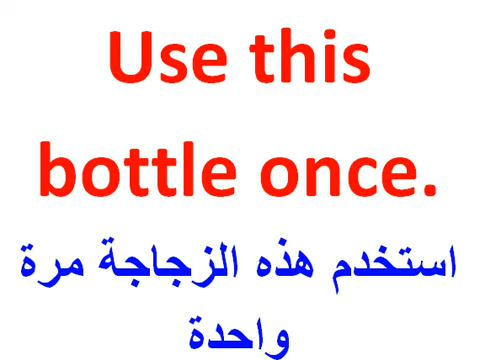 Use this
bottle once.
استخدم هذه الزجاجة مرة
واحدة